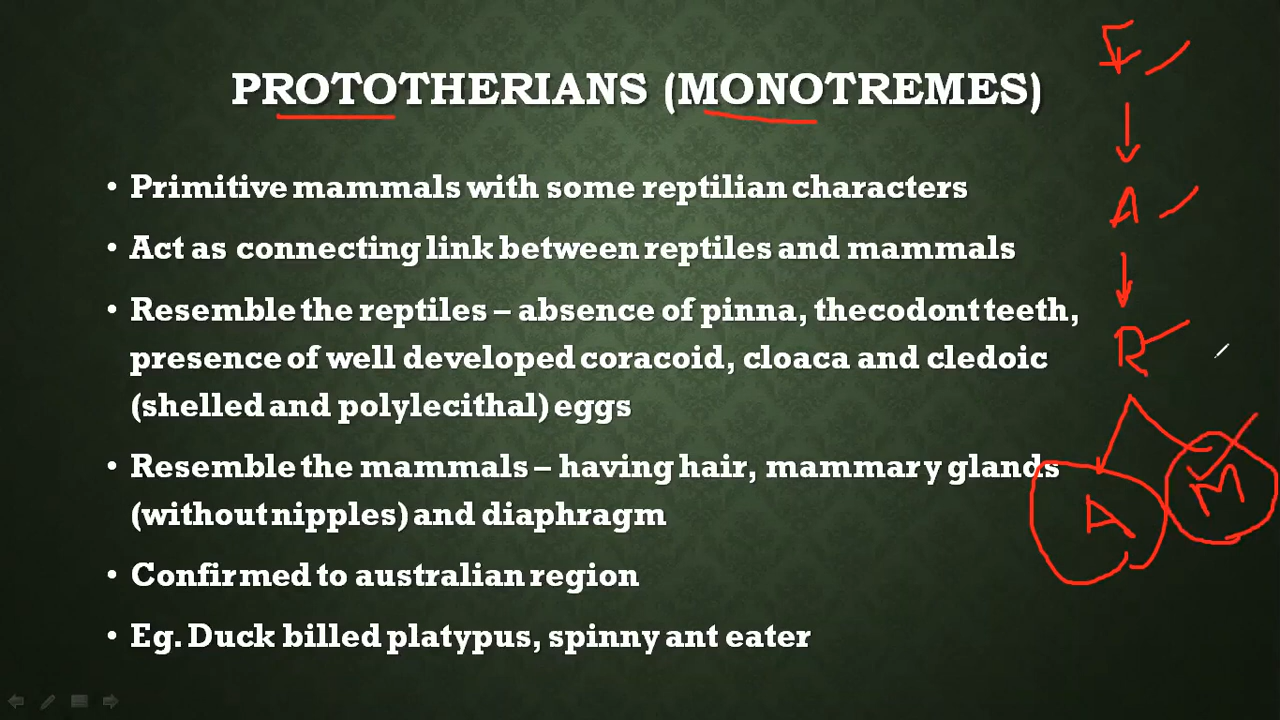 PROTOTHERIANS (MONOTREMES)
• Primitive mammals with some reptilian characters
• Act as connecting link between reptiles and mammals
• Resemble the reptiles – absence of pinna, thecodont teeth,
presence of well developed coracoid, cloaca and cledoic
(shelled and polylecithal) eggs
• Resemble the mammals – having hair, mammary glands
(without nipples) and diaphragm
• Confirmed to australian region
• Eg. Duck billed platypus, spinny ant eater
F
A
R
A
M